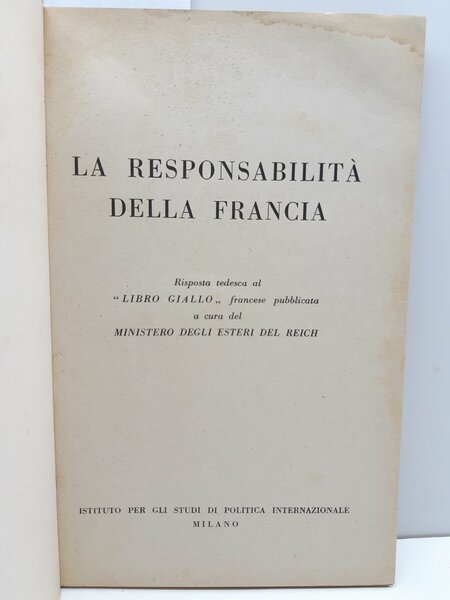 LA RESPONSABILITÀ
DELLA FRANCIA
Risposta tedesca al
“ LIBRO GIALLO „ francese pubblicata
a cura del
MINISTERO DEGLI ESTERI DEL REICH
ISTITUTO PER GLI STUDI DI POLITICA INTERNAZIONALE
MILANO